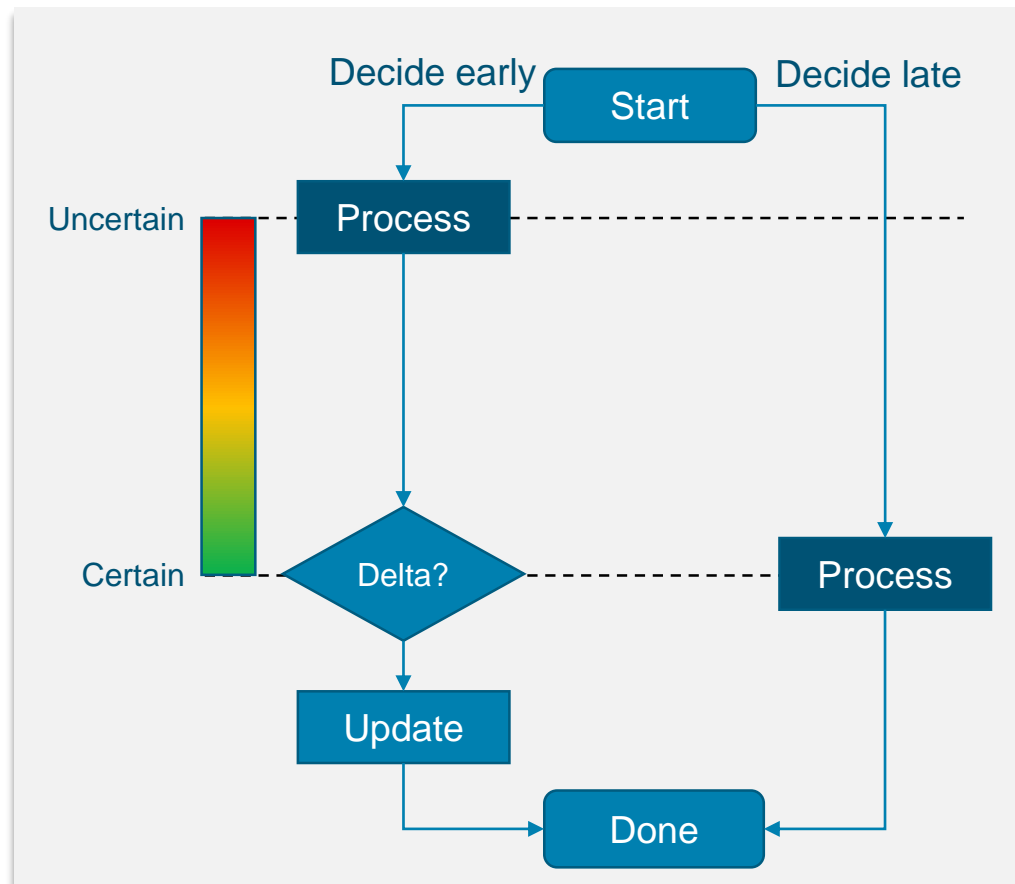 Decide early
Start
Decide late
Uncertain
Process
Certain
Delta?
Process
Update
Done